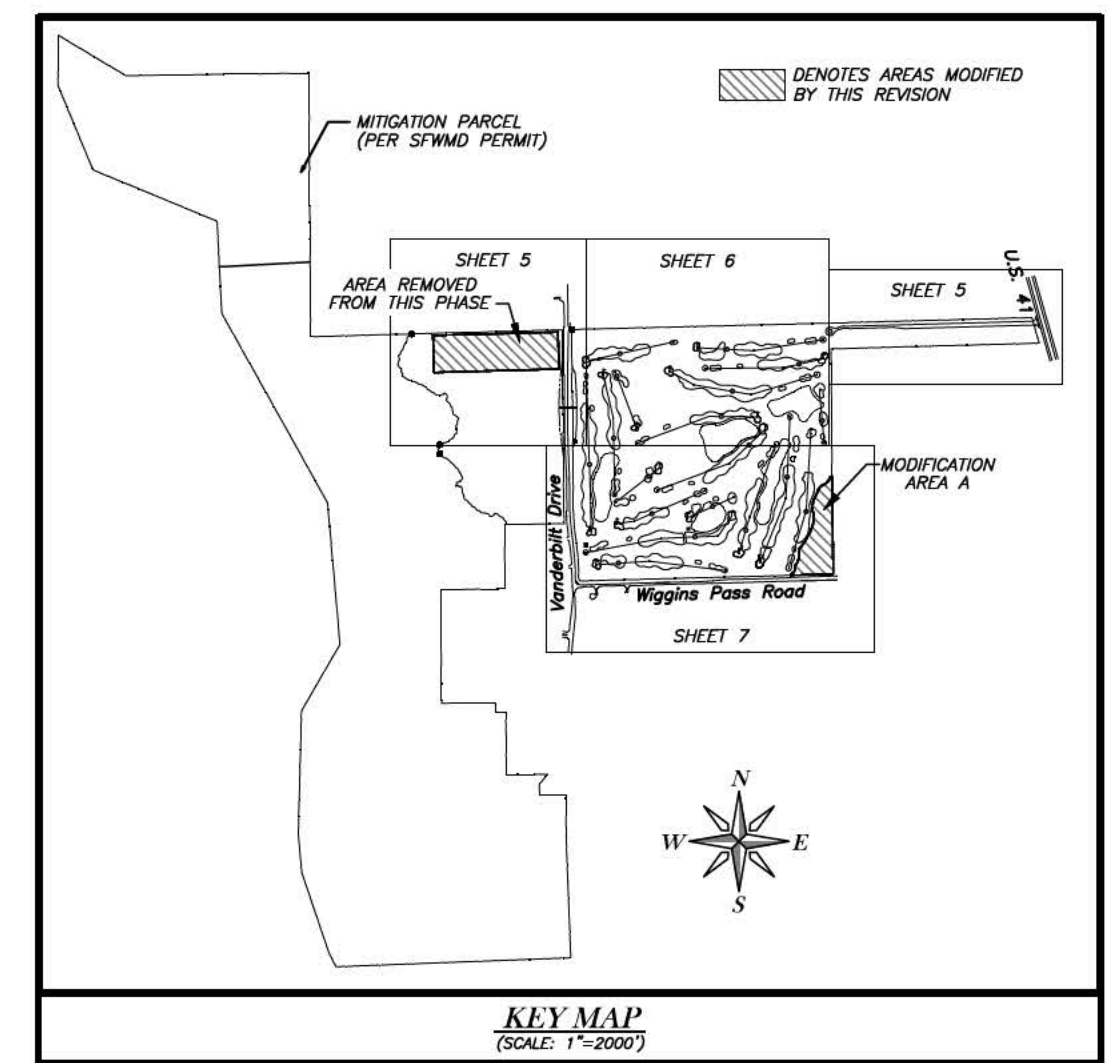 DENOTES AREAS MODIFIED
BY THIS REVISION
MITIGATION PARCEL
(PER SFWMD PERMIT)
SHEET 5
SHEET 6
AREA REMOVED
FROM THIS PHASE
SHEET 5
U.S. 41
MODIFICATION
AREA A
Vanderbilt Drive
Wiggins Pass Road
SHEET 7
N
W
E
S
KEY MAP
(SCALE: 1"=2000')